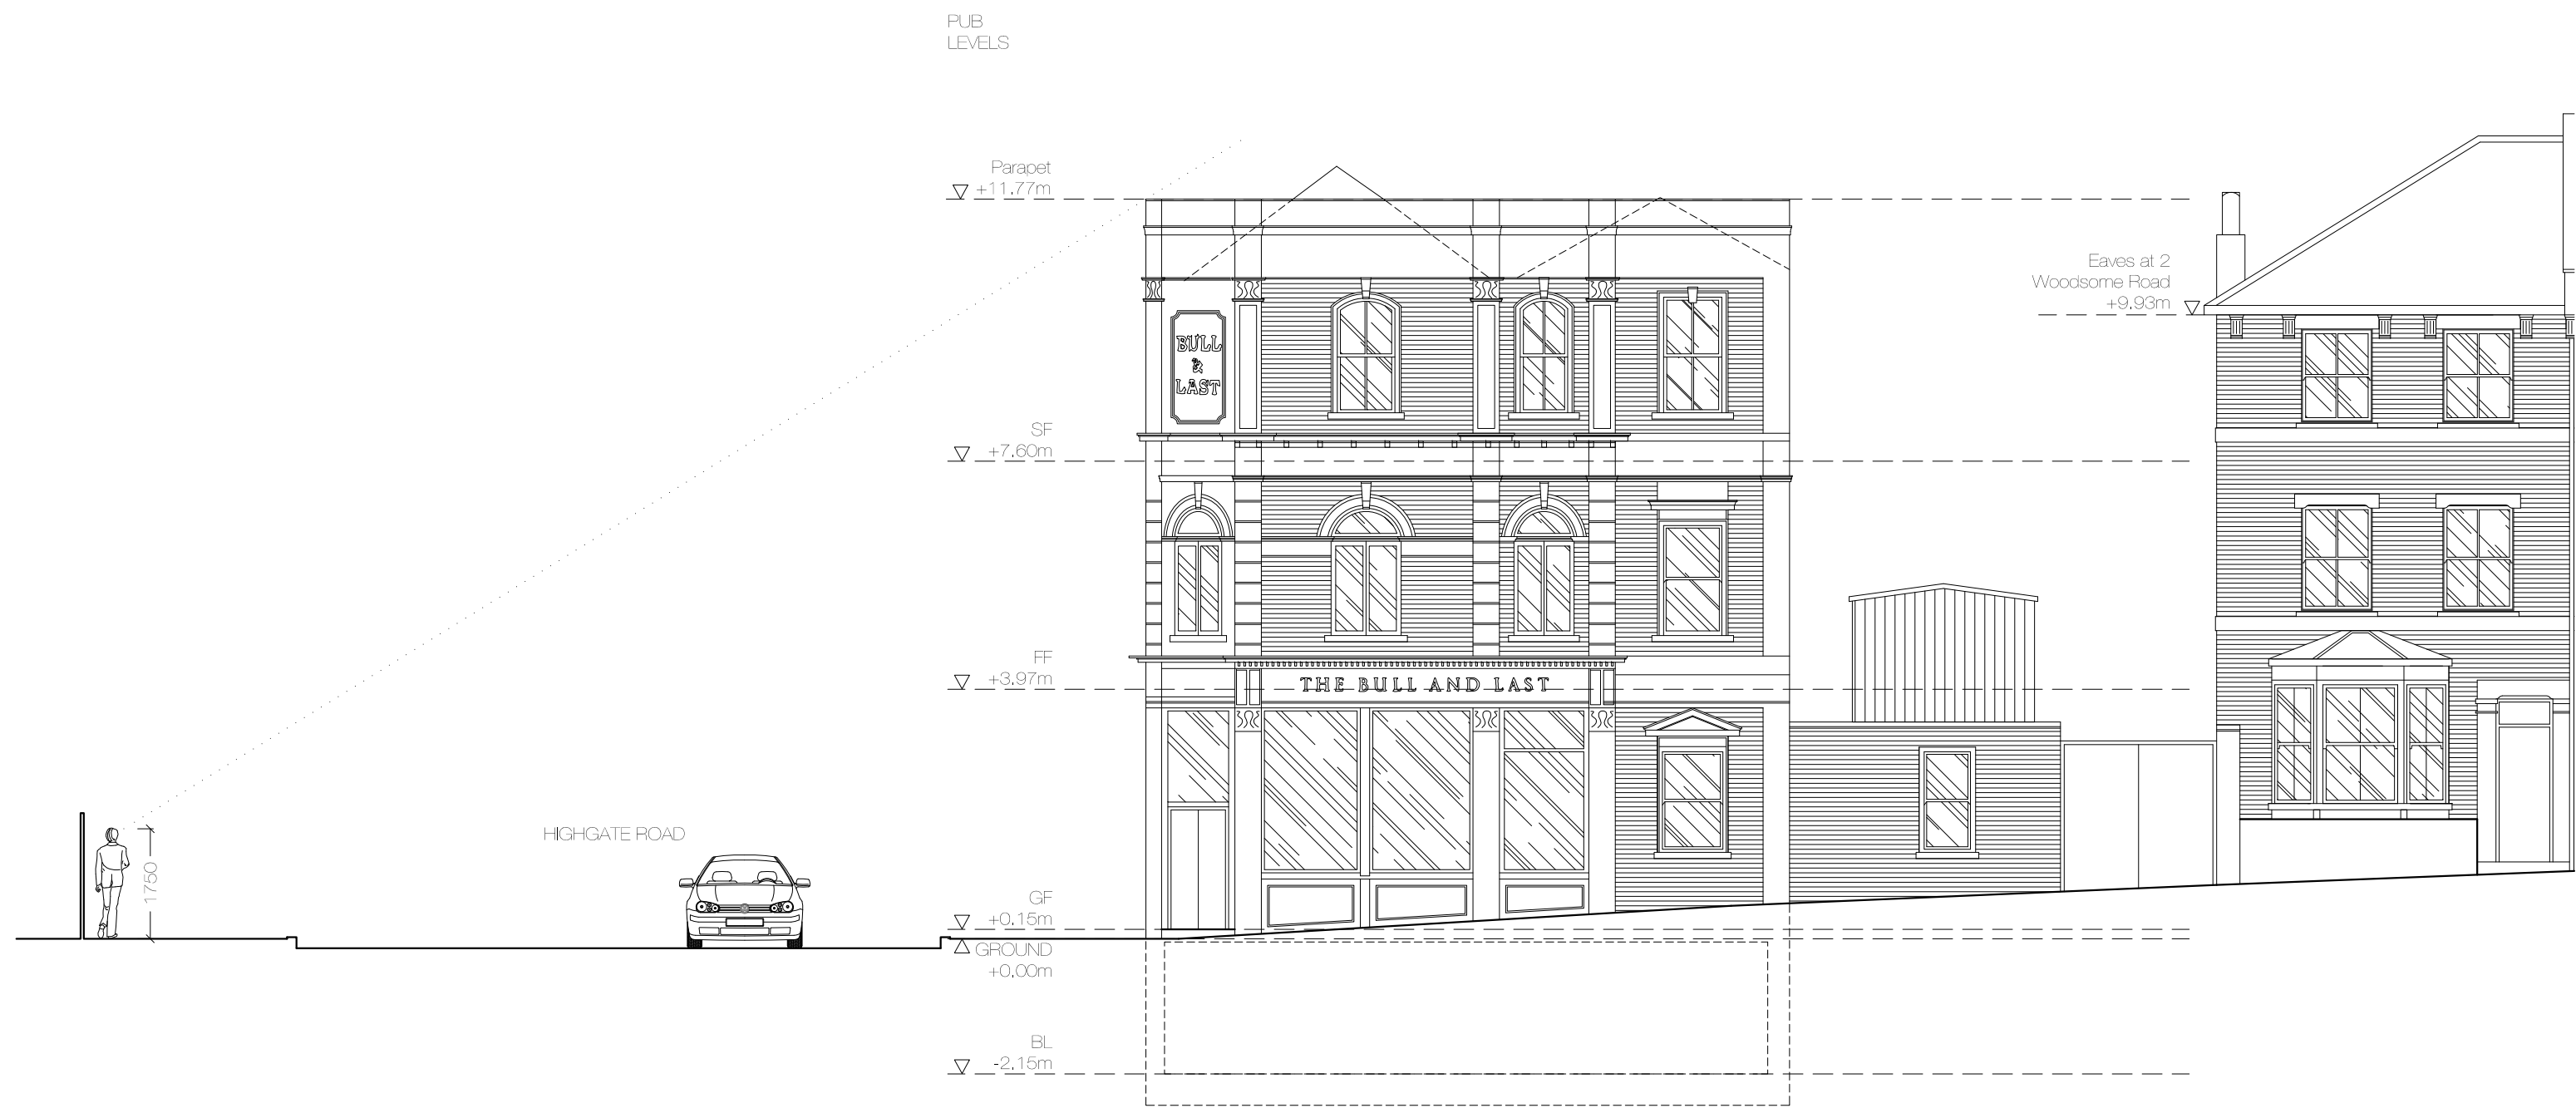 PUB
LEVELS
Parapet
+11.77m
Eaves at 2
Woodsome Road
+9.93m
BULL
&
LAST
SF
+7.60m
FF
+3.97m
THE BULL AND LAST
HIGHGATE ROAD
1750
GF
+0.15m
GROUND
+0.00m
BL
-2.15m